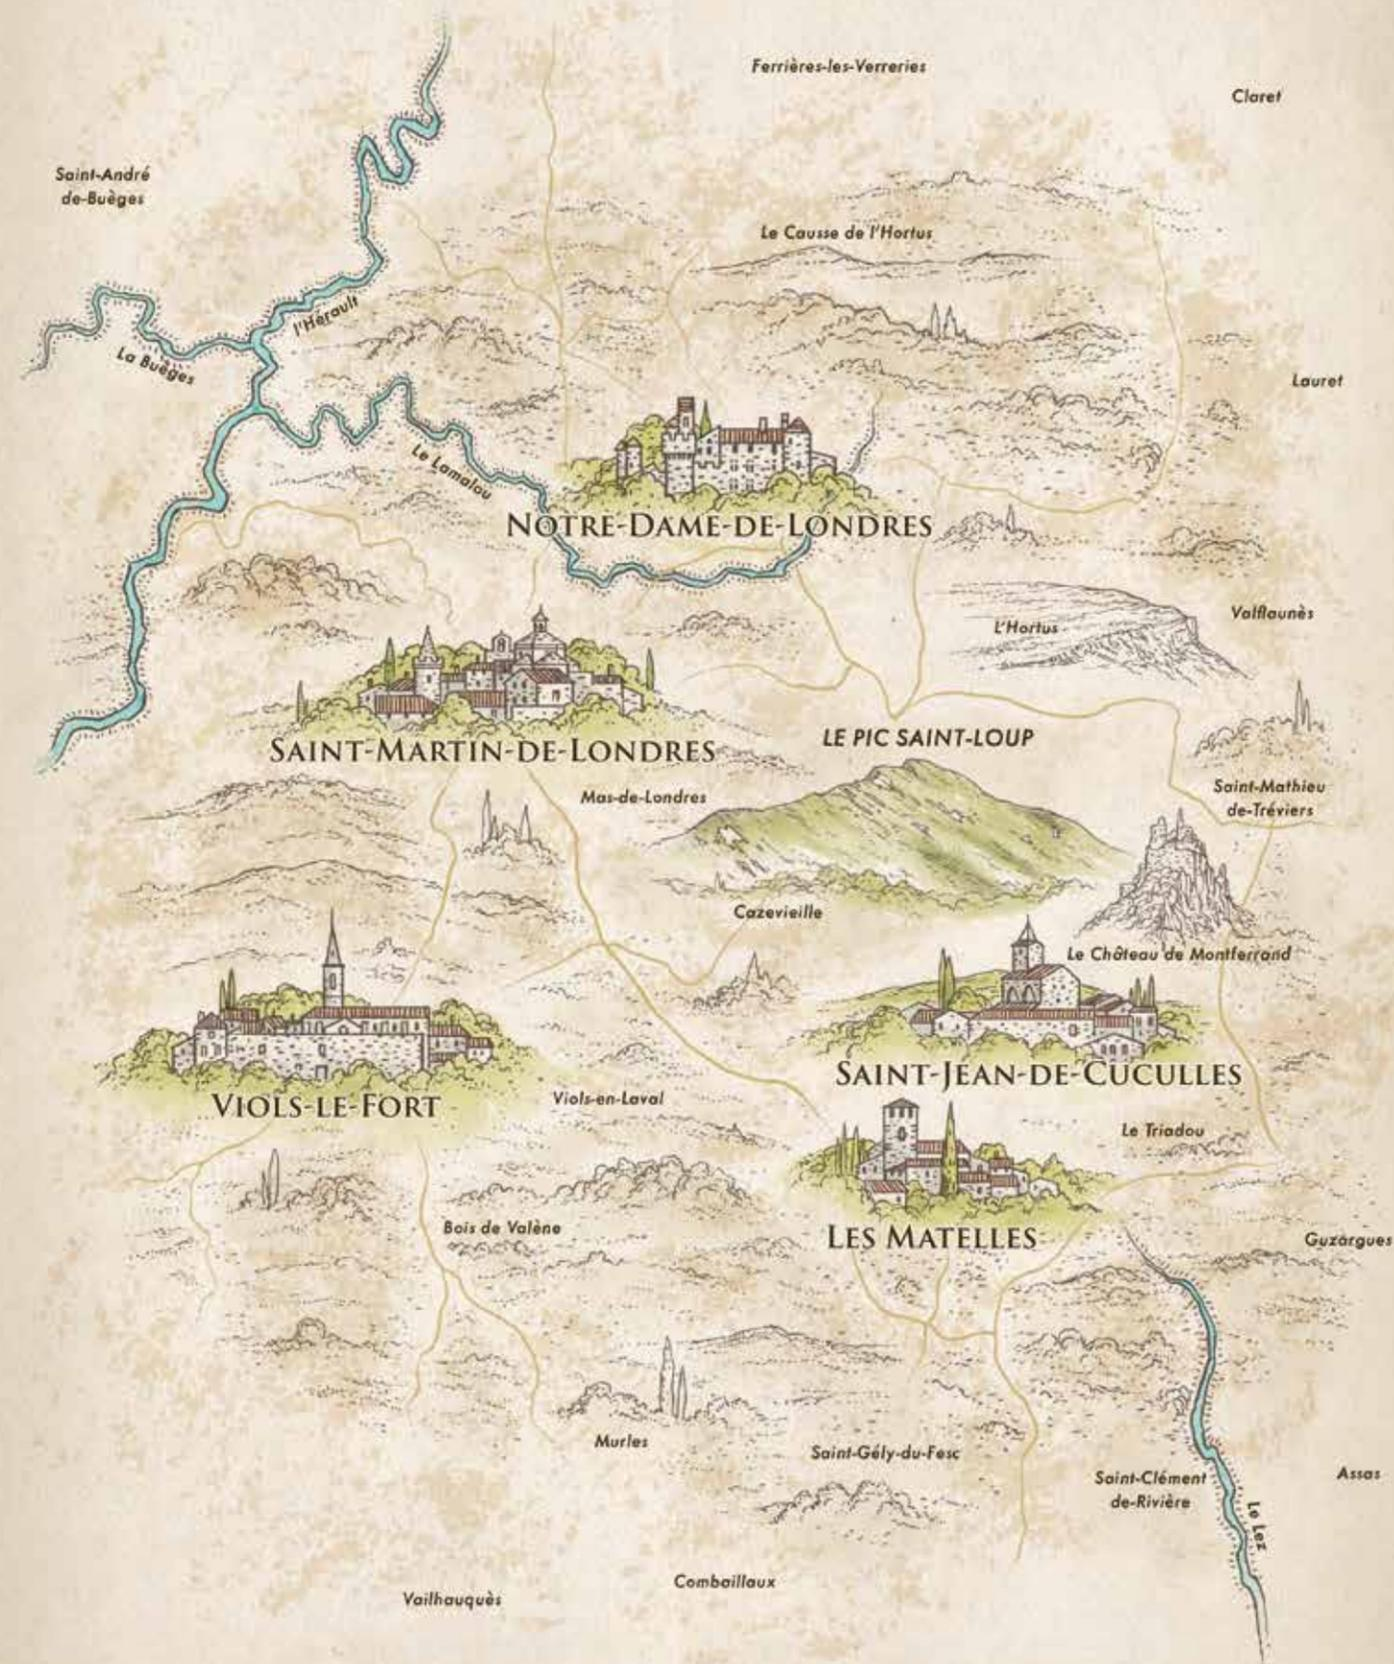 Ferrières-les-Verreries
Claret
Saint-André
de-Buèges
Le Causse de l'Hortus
l'Hérault
La Buèges
Lauret
Le Lamalou
NOTRE-DAME-DE-LONDRES
L'Hortus
Valflaunès
SAINT-MARTIN-DE-LONDRES
LE PIC SAINT-LOUP
Mas-de-Londres
Saint-Mathieu
de-Tréviers
Cazevieille
Le Château de Montferrand
SAINT-JEAN-DE-CUCULLES
VIOLS-LE-FORT
Viols-en-Laval
Le Triadou
Bois de Valène
LES MATELLES
Guzargues
Murles
Saint-Gély-du-Fesc
Saint-Clément
de-Rivière
Assas
Le Lez
Combaillaux
Vailhauquès